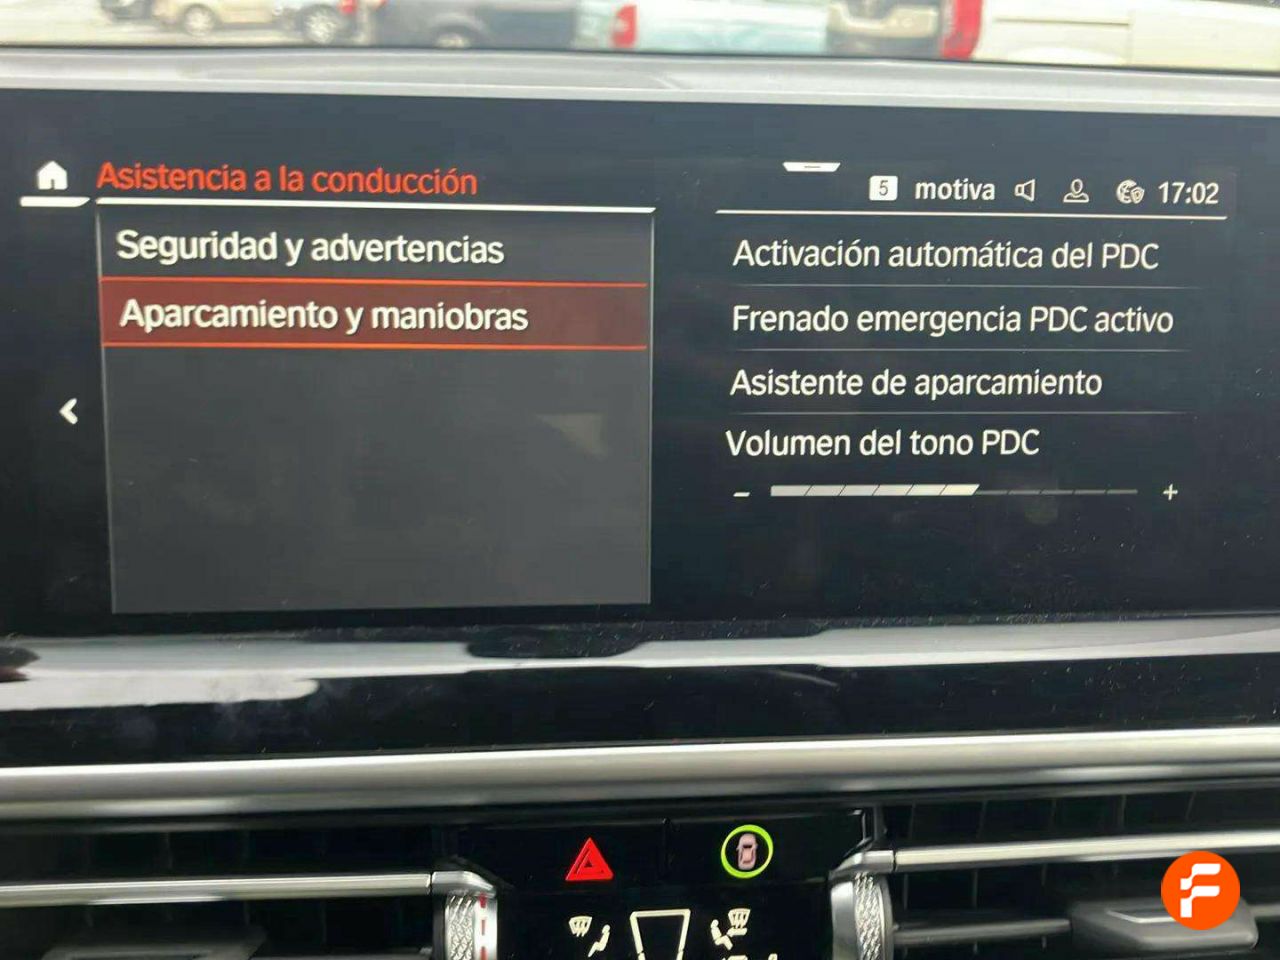 Asistencia a la conducción
5 motiva 17:02
Seguridad y advertencias
Aparcamiento y maniobras
Activación automática del PDC
Frenado emergencia PDC activo
Asistente de aparcamiento
Volumen del tono PDC
- +